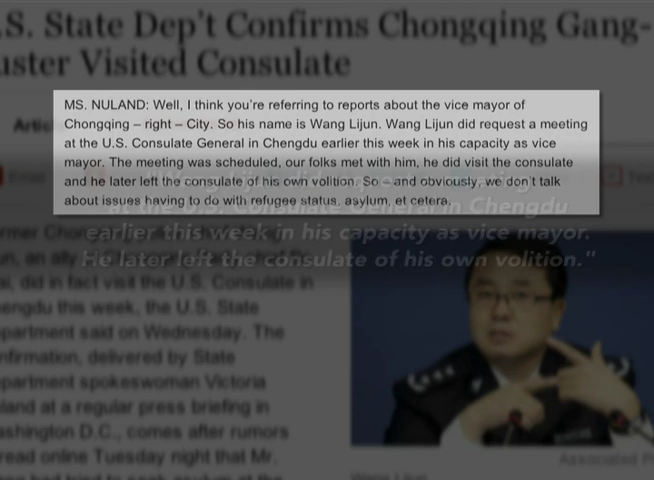 .S. State Dep't Confirms Chongqing Gang-
uster Visited Consulate
MS. NULAND: Well, I think you're referring to reports about the vice mayor of
Chongqing – right – City. So his name is Wang Lijun. Wang Lijun did request a meeting
at the U.S. Consulate General in Chengdu earlier this week in his capacity as vice
mayor. The meeting was scheduled, our folks met with him, he did visit the consulate
and he later left the consulate of his own volition. So – and obviously, we don't talk
about issues having to do with refugee status, asylum, et cetera.
at the U.S. Consulate General in Chengdu
earlier this week in his capacity as vice mayor.
He later left the consulate of his own volition."
ai, did in fact visit the U.S. Consulate in
engdu this week, the U.S. State
partment said on Wednesday. The
nfirmation, delivered by State
partment spokeswoman Victoria
land at a regular press briefing in
ashington D.C., comes after rumors
read online Tuesday night that Mr.
Associated P
Wang Lijun